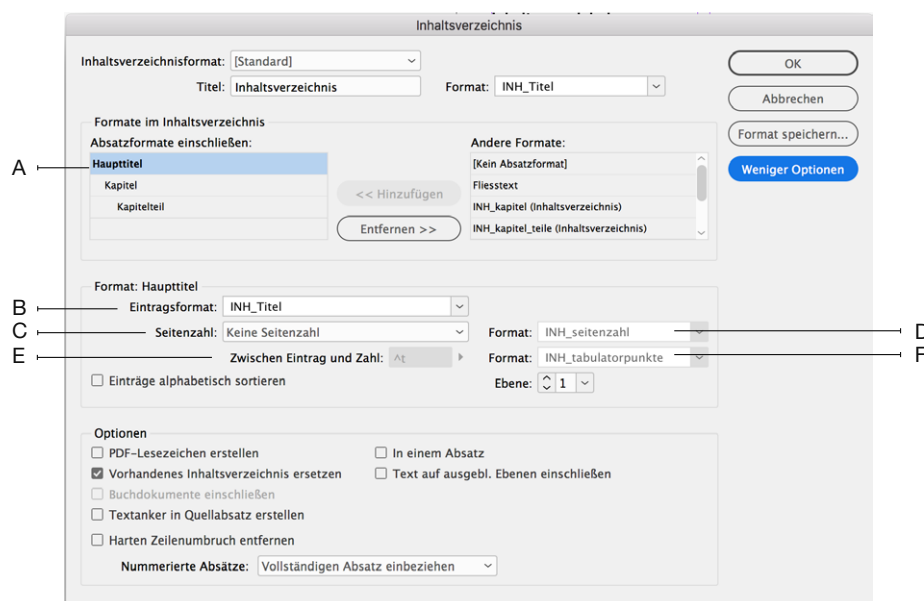 Inhaltsverzeichnis
Inhaltsverzeichnisformat: [Standard] OK
Titel: Inhaltsverzeichnis Format: INH_Titel
Abbrechen
Formate im Inhaltsverzeichnis
Format speichern...
Absatzformate einschließen: Andere Formate:
A Haupttitel [Kein Absatzformat] Weniger Optionen
Kapitel Fliesstext
<< Hinzufügen
Kapitelteil INH_kapitel (Inhaltsverzeichnis)
Entfernen >> INH_kapitel_teile (Inhaltsverzeichnis)
Format: Haupttitel
B Eintragsformat: INH_Titel
C Seitenzahl: Keine Seitenzahl Format: INH_seitenzahl D
E Zwischen Eintrag und Zahl: ^t Format: INH_tabulatorpunkte F
Einträge alphabetisch sortieren Ebene: 1
Optionen
PDF-Lesezeichen erstellen In einem Absatz
Vorhandenes Inhaltsverzeichnis ersetzen Text auf ausgebl. Ebenen einschließen
Buchdokumente einschließen
Textanker in Quellabsatz erstellen
Harten Zeilenumbruch entfernen
Nummerierte Absätze: Vollständigen Absatz einbeziehen